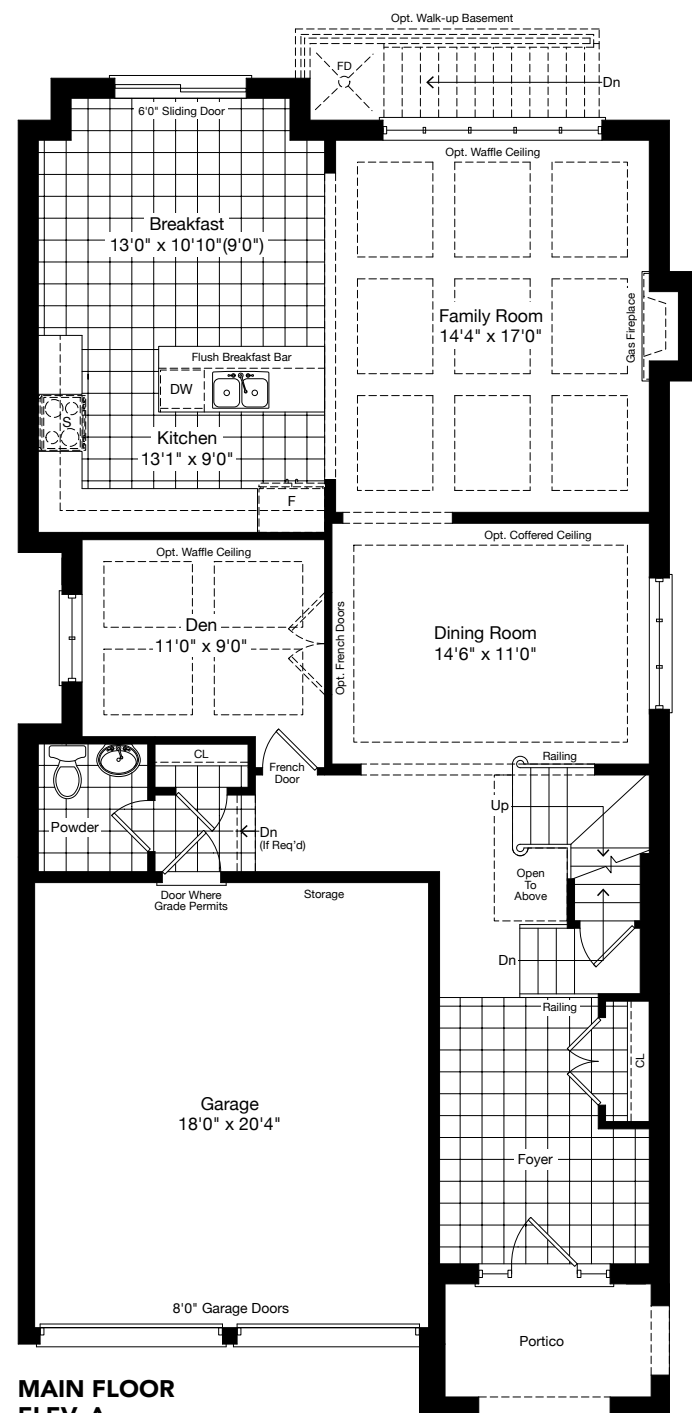 Opt. Walk-up Basement
FD
Dn
6'0" Sliding Door
Opt. Waffle Ceiling
Breakfast
13'0" x 10'10"(9'0")
Family Room
14'4" x 17'0"
Gas Fireplace
Flush Breakfast Bar
DW
S
Kitchen
13'1" x 9'0"
F
Opt. Coffered Ceiling
Opt. Waffle Ceiling
Den
11'0" x 9'0"
Opt. French Doors
Dining Room
14'6" x 11'0"
CL
French
Door
Railing
Powder
Dn
(If Req'd)
Up
Open
To
Above
Door Where
Grade Permits
Storage
Dn
Railing
CL
Garage
18'0" x 20'4"
Foyer
8'0" Garage Doors
Portico
MAIN FLOOR
ELEV. A